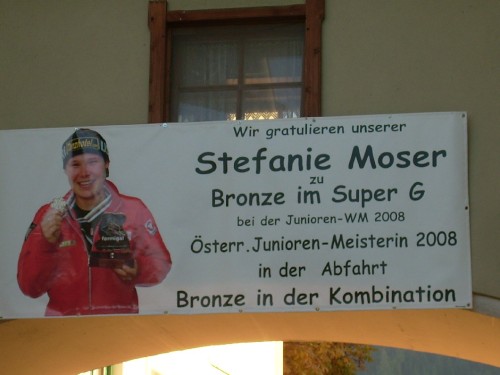 Wir gratulieren unserer
Stefanie Moser
zu
Bronze im Super G
bei der Junioren-WM 2008
Österr.Junioren-Meisterin 2008
in der Abfahrt
Bronze in der Kombination